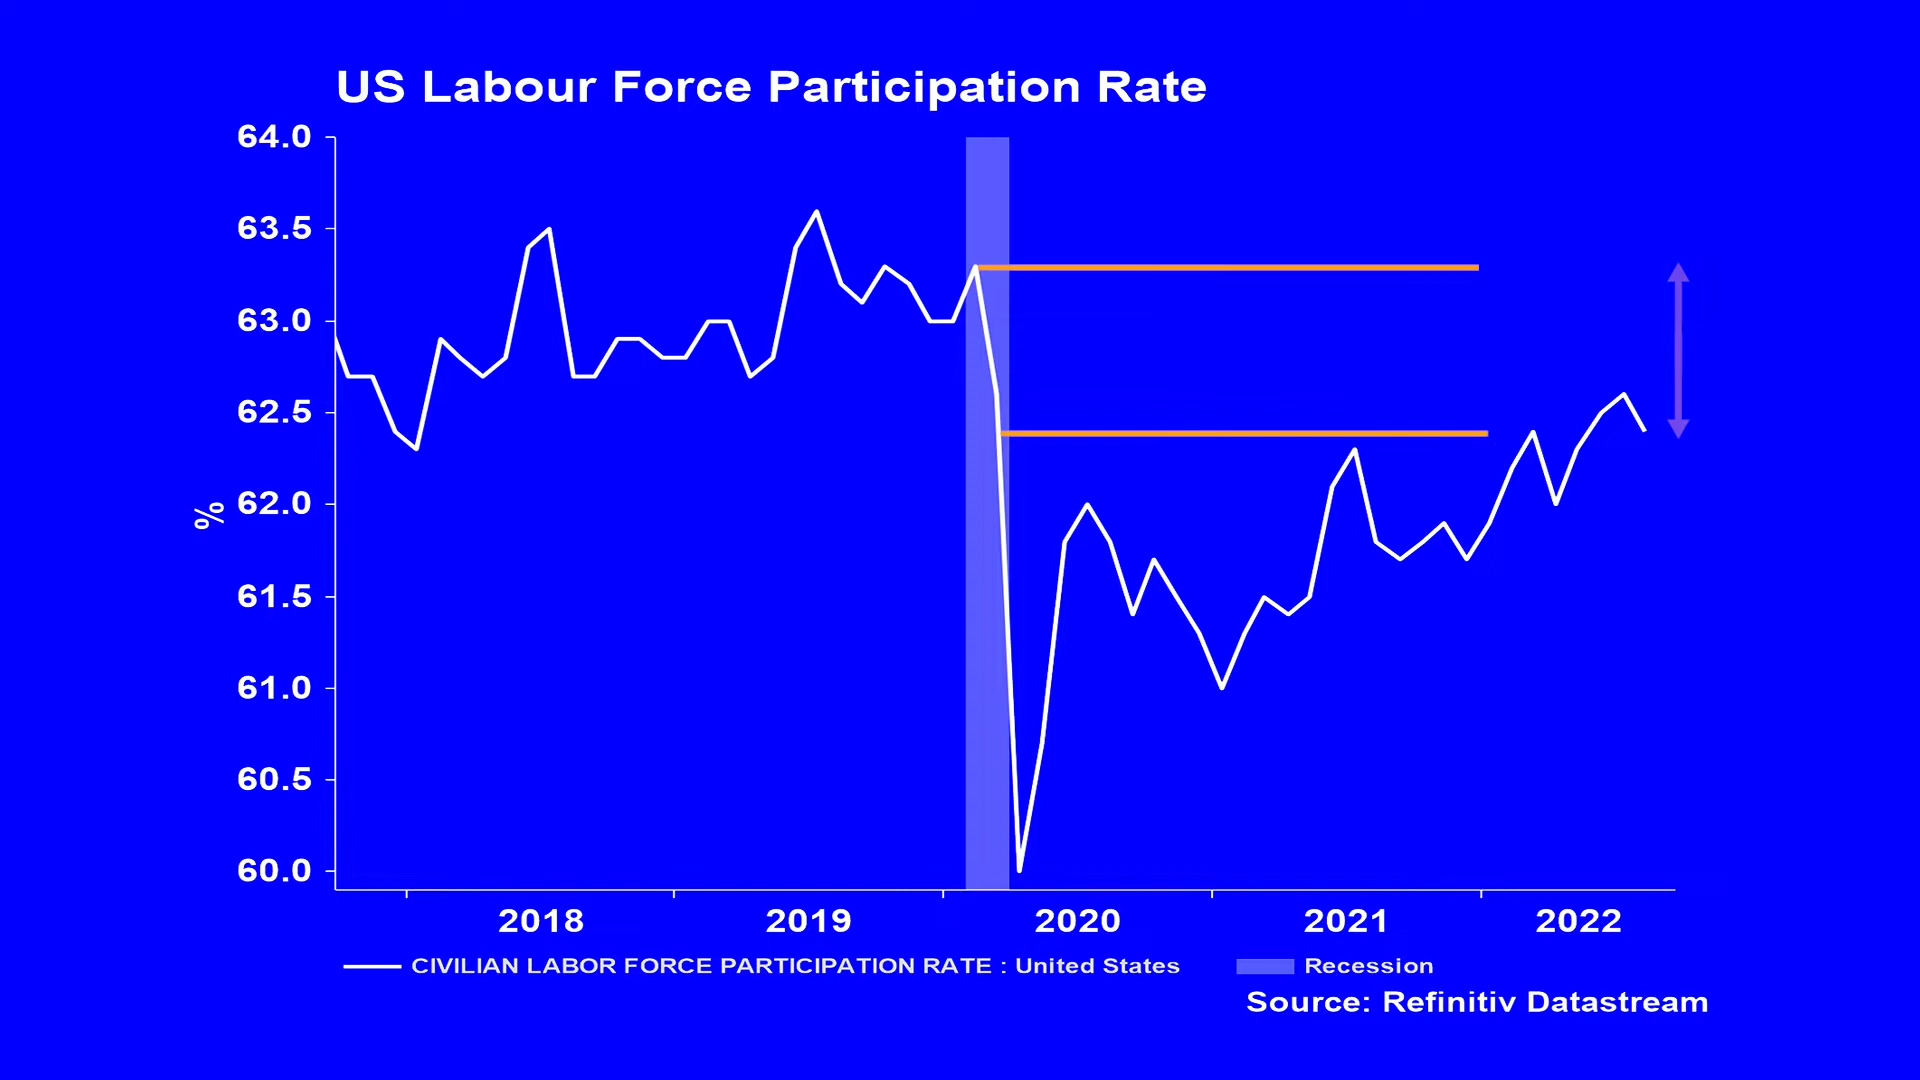 US Labour Force Participation Rate
64.0
63.5
63.0
62.5
62.0
61.5
61.0
60.5
60.0
%
2018 2019 2020 2021 2022
CIVILIAN LABOR FORCE PARTICIPATION RATE : United States Recession
Source: Refinitiv Datastream